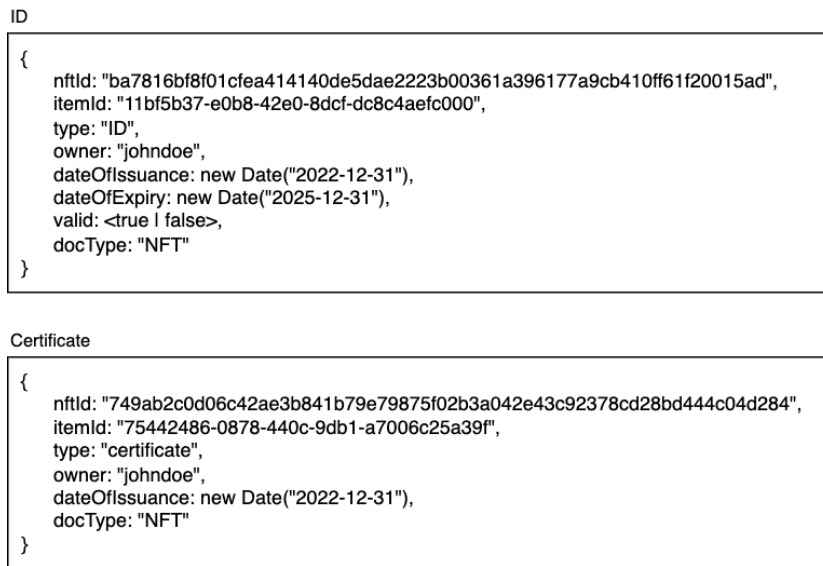 ID
{
nftId: "ba7816bf8f01cfea414140de5dae2223b00361a396177a9cb410ff61f20015ad",
itemId: "11bf5b37-e0b8-42e0-8dcf-dc8c4aefc000",
type: "ID",
owner: "johndoe",
dateOfIssuance: new Date("2022-12-31"),
dateOfExpiry: new Date("2025-12-31"),
valid: <true | false>,
docType: "NFT"
}
Certificate
{
nftId: "749ab2c0d06c42ae3b841b79e79875f02b3a042e43c92378cd28bd444c04d284",
itemId: "75442486-0878-440c-9db1-a7006c25a39f",
type: "certificate",
owner: "johndoe",
dateOfIssuance: new Date("2022-12-31"),
docType: "NFT"
}